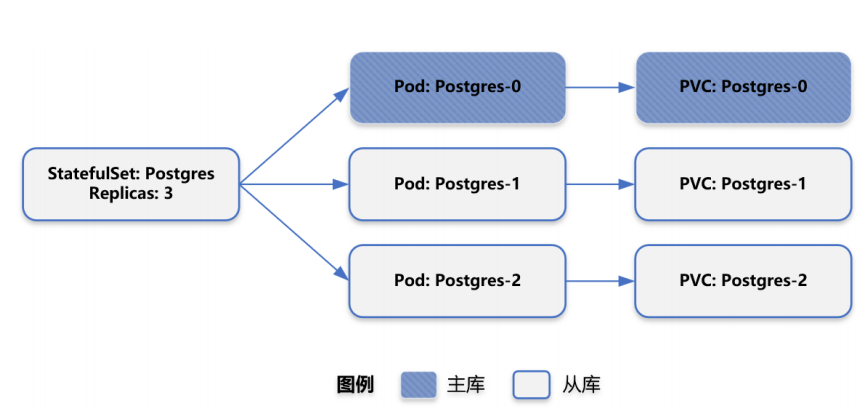 Pod: Postgres-0
PVC: Postgres-0
StatefulSet: Postgres
Replicas: 3
Pod: Postgres-1
PVC: Postgres-1
Pod: Postgres-2
PVC: Postgres-2
图例
主库
从库